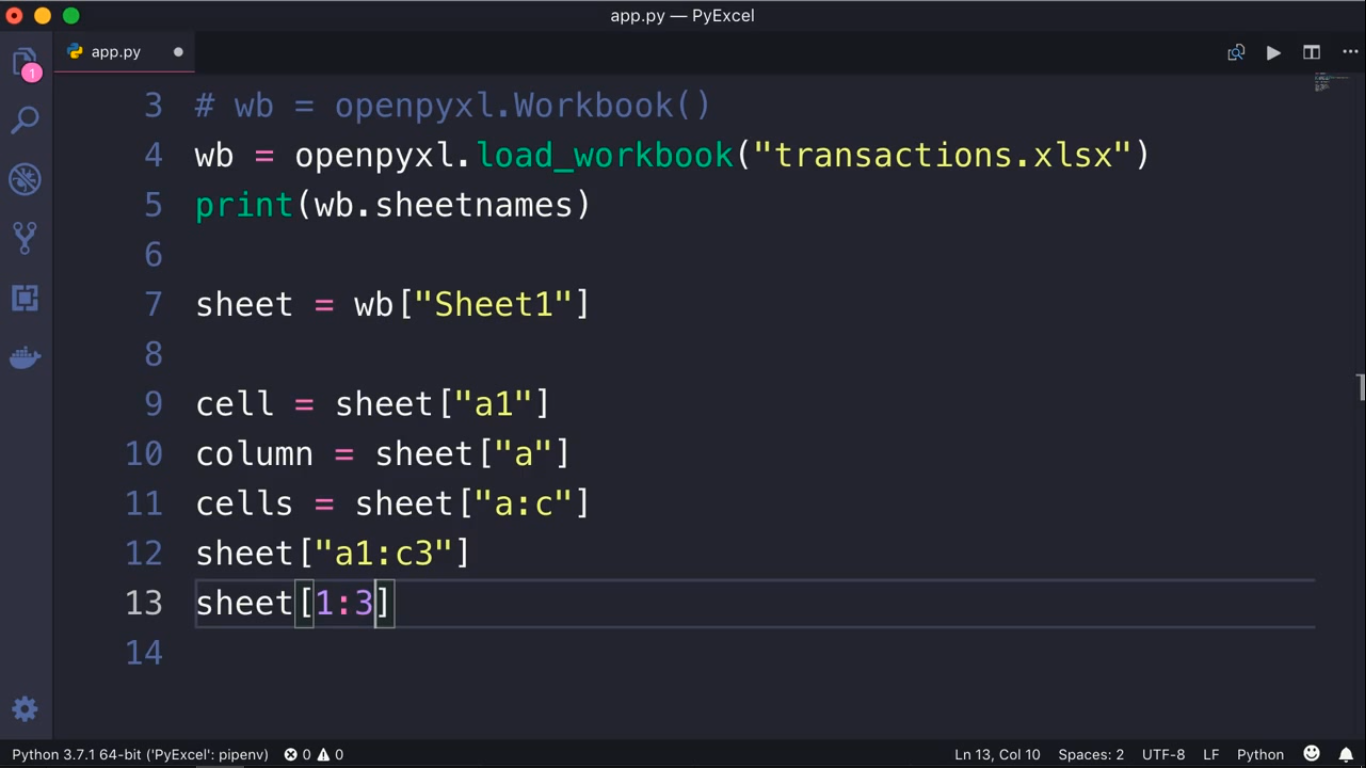 app.py — PyExcel
app.py
1
3 # wb = openpyxl.Workbook()
4 wb = openpyxl.load_workbook("transactions.xlsx")
5 print(wb.sheetnames)
6
7 sheet = wb["Sheet1"]
8
9 cell = sheet["a1"]
10 column = sheet["a"]
11 cells = sheet["a:c"]
12 sheet["a1:c3"]
13 sheet[1:3]
14
Python 3.7.1 64-bit ('PyExcel': pipenv) 0 0 Ln 13, Col 10 Spaces: 2 UTF-8 LF Python